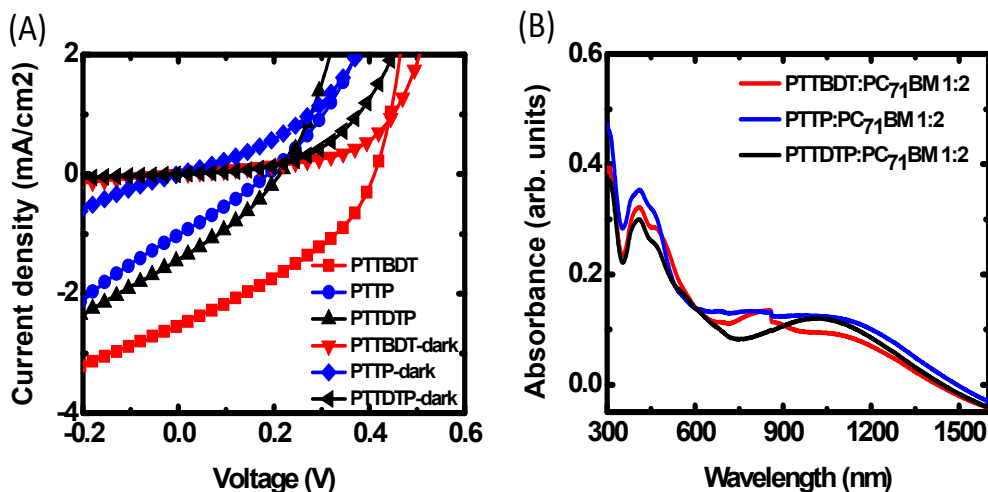 (A)
(B)
Current density (mA/cm2)
2
0
-2
-4
-0.2 0.0 0.2 0.4 0.6
Voltage (V)
PTTBDT
PTTP
PTTDTP
PTTBDT-dark
PTTP-dark
PTTDTP-dark
Absorbance (arb. units)
0.6
0.4
0.2
0.0
300 600 900 1200 1500
Wavelength (nm)
PTTBDT:PC71BM 1:2
PTTP:PC71BM 1:2
PTTDTP:PC71BM 1:2